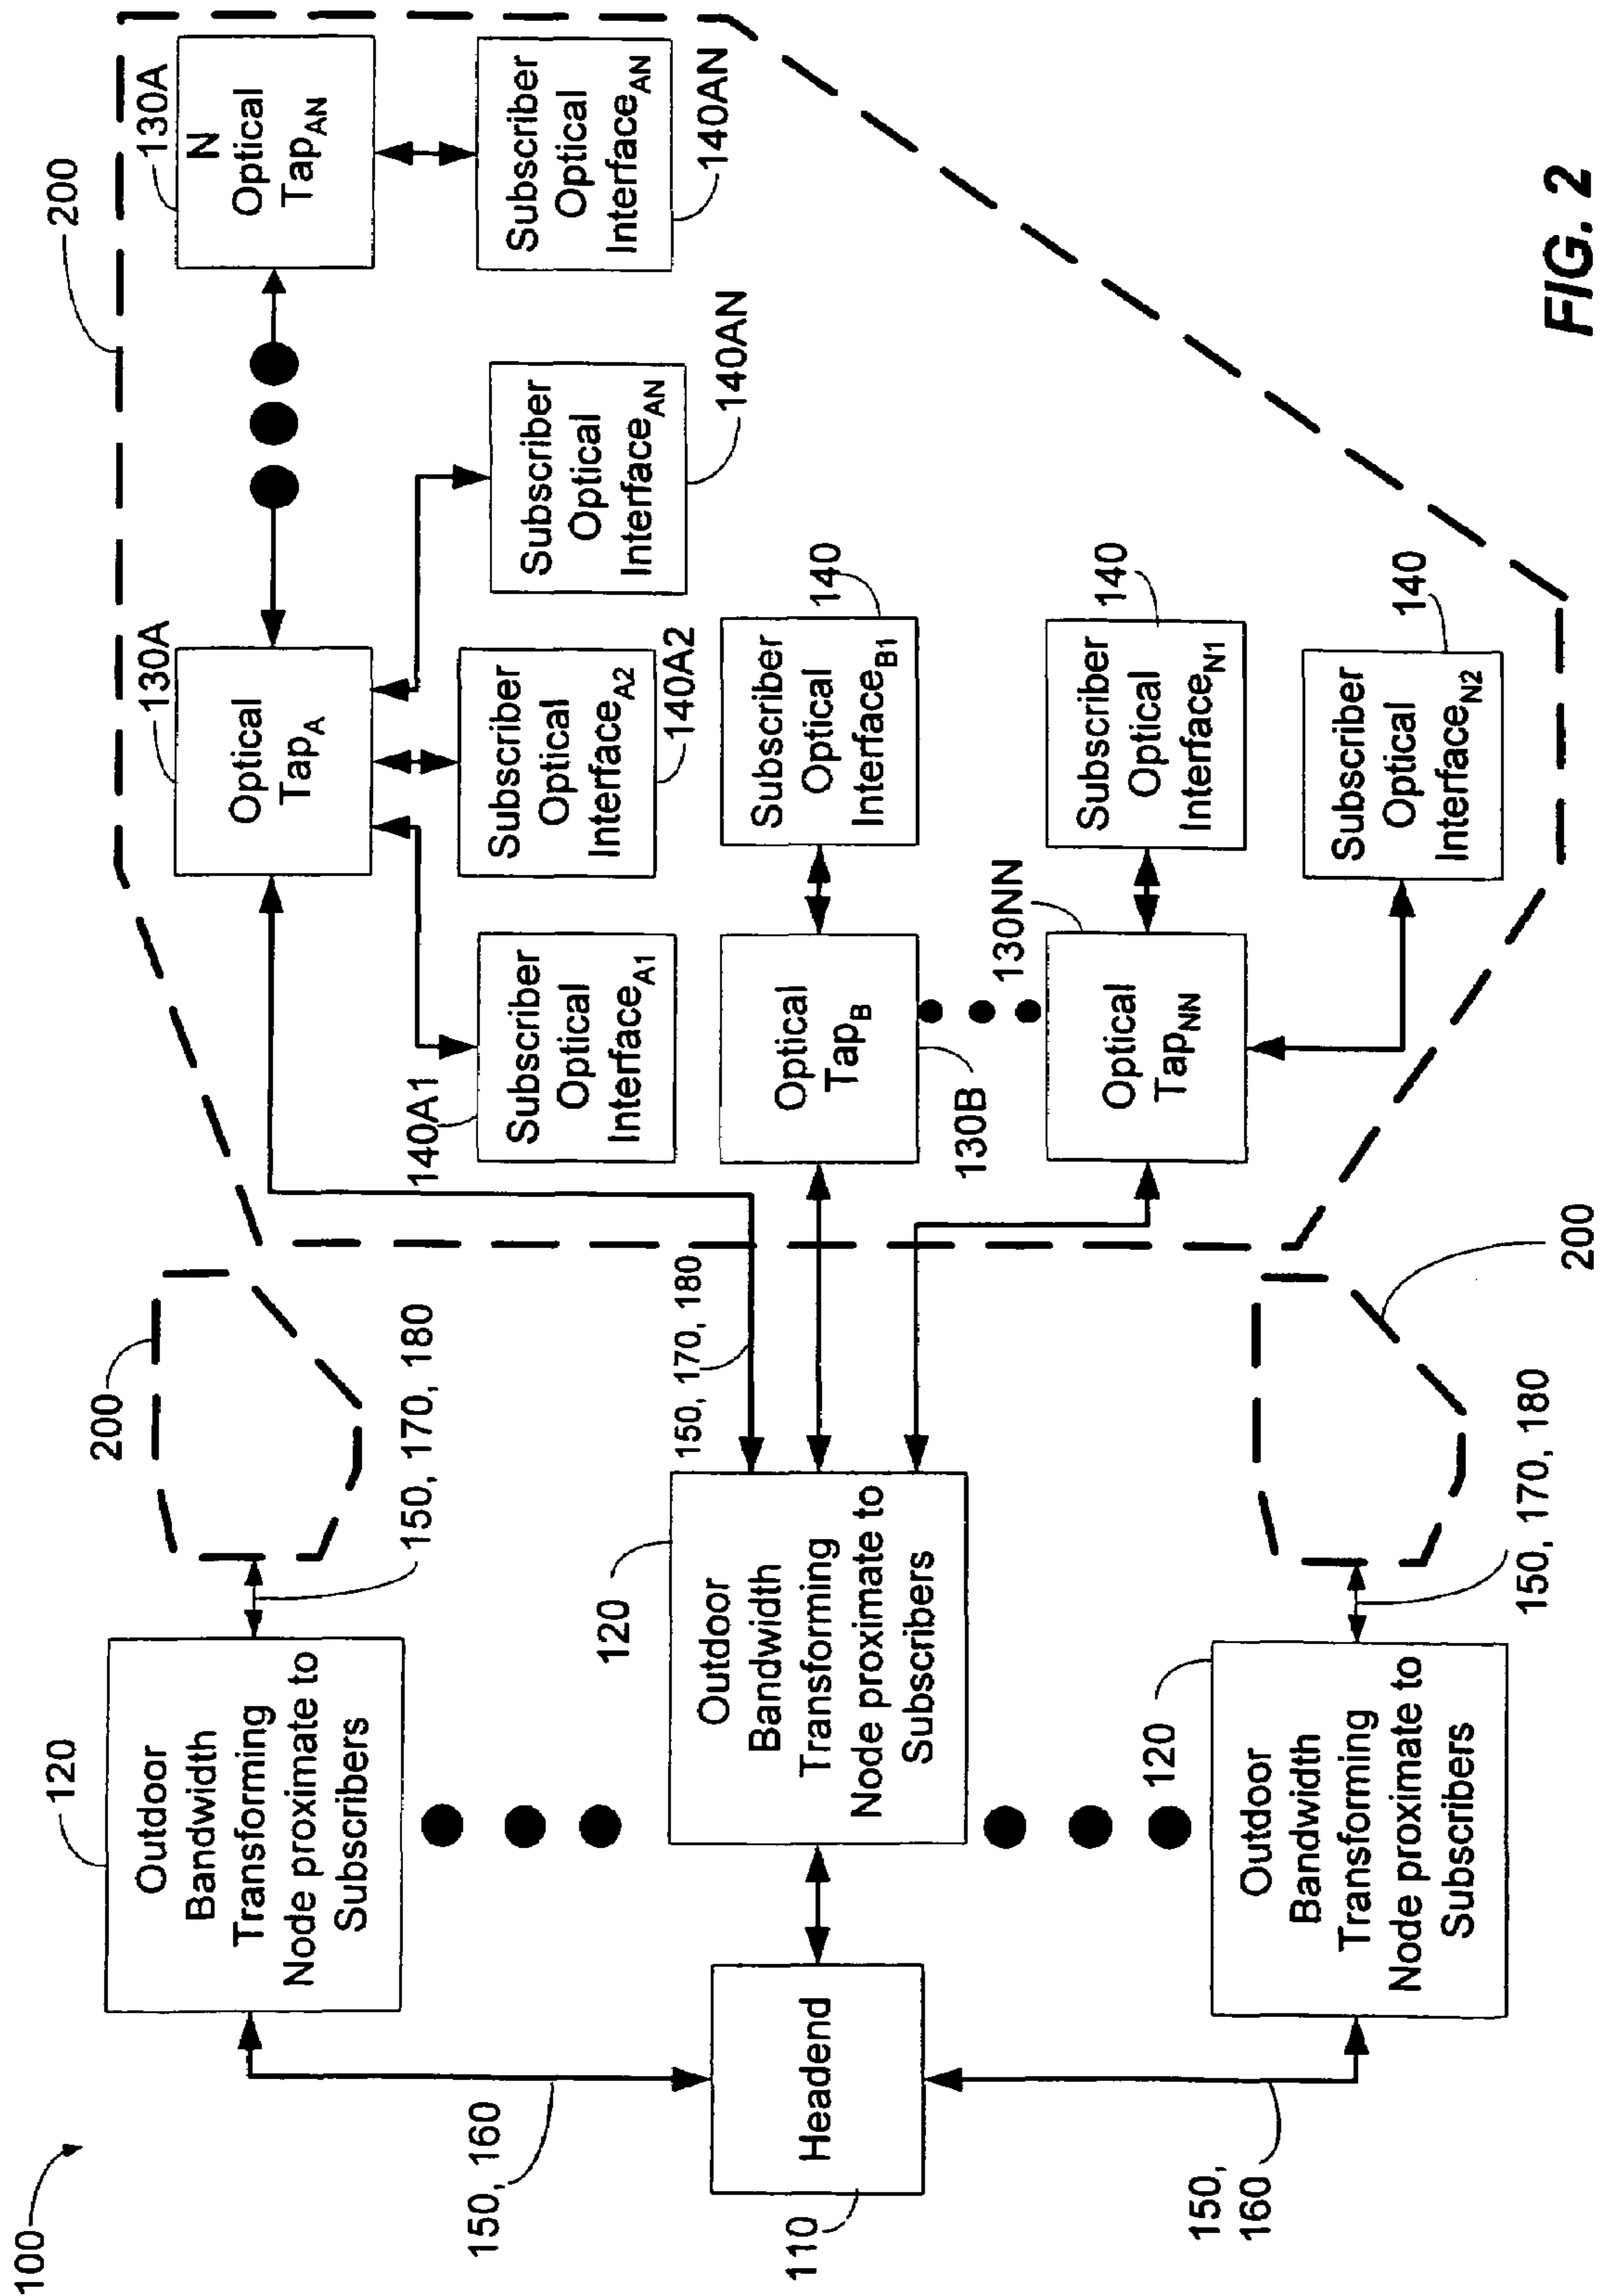 100
110
Headend
150, 160
150,
160
120
Outdoor
Bandwidth
Transforming
Node proximate to
Subscribers
200
150, 170, 180
120
Outdoor
Bandwidth
Transforming
Node proximate to
Subscribers
150, 170, 180
120
Outdoor
Bandwidth
Transforming
Node proximate to
Subscribers
200
150, 170, 180
200
130A
Optical
TapA
130A
N
Optical
TapAN
140A1
Subscriber
Optical
InterfaceA1
Subscriber
Optical
InterfaceA2
140A2
Subscriber
Optical
InterfaceAN
140AN
Subscriber
Optical
InterfaceAN
140AN
Optical
TapB
130B
Subscriber
Optical
InterfaceB1
140
130NN
Optical
TapNN
Subscriber
Optical
InterfaceN1
140
Subscriber
Optical
InterfaceN2
140
FIG. 2